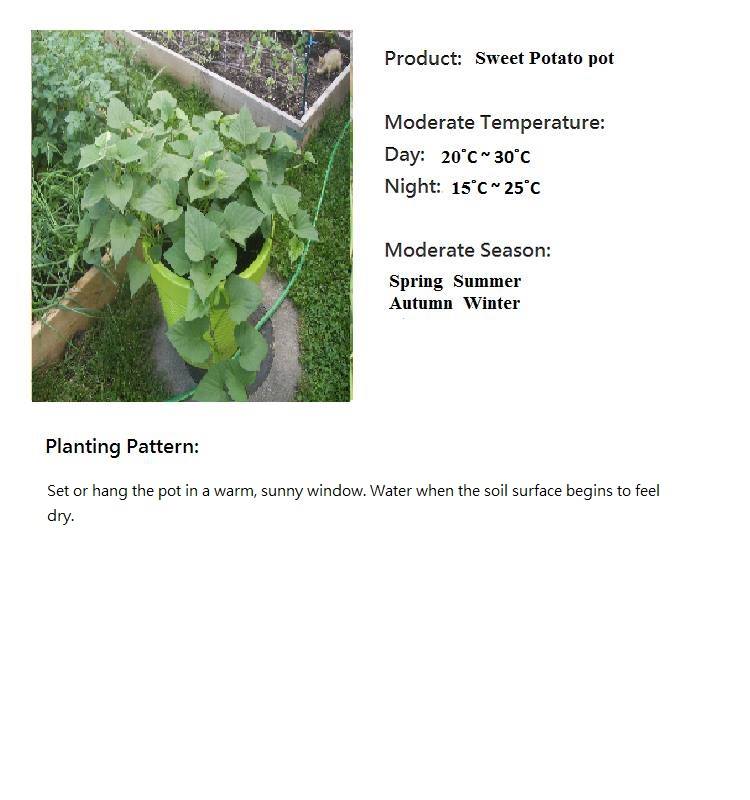 Product: Sweet Potato pot
Moderate Temperature:
Day: 20°C ~ 30°C
Night: 15°C ~ 25°C
Moderate Season:
Spring Summer
Autumn Winter
Planting Pattern:
Set or hang the pot in a warm, sunny window. Water when the soil surface begins to feel
dry.